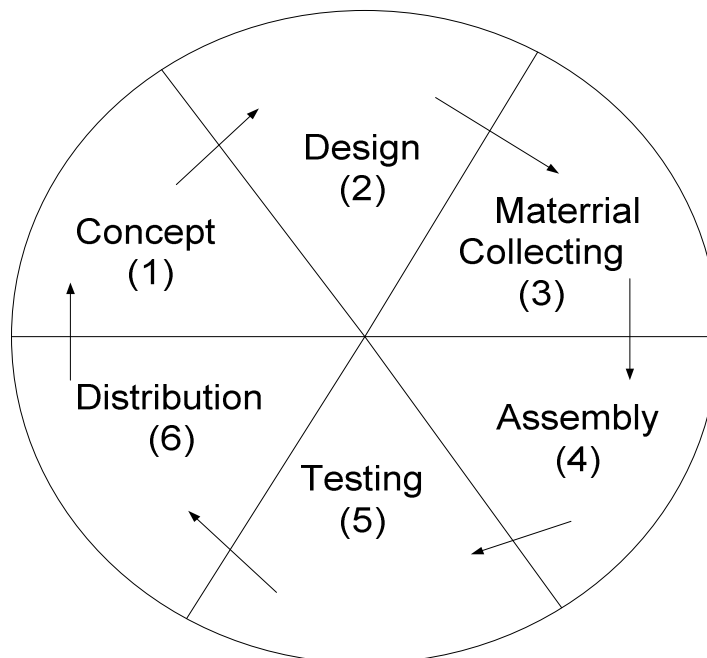 Concept
(1)
Design
(2)
Materrial
Collecting
(3)
Assembly
(4)
Testing
(5)
Distribution
(6)